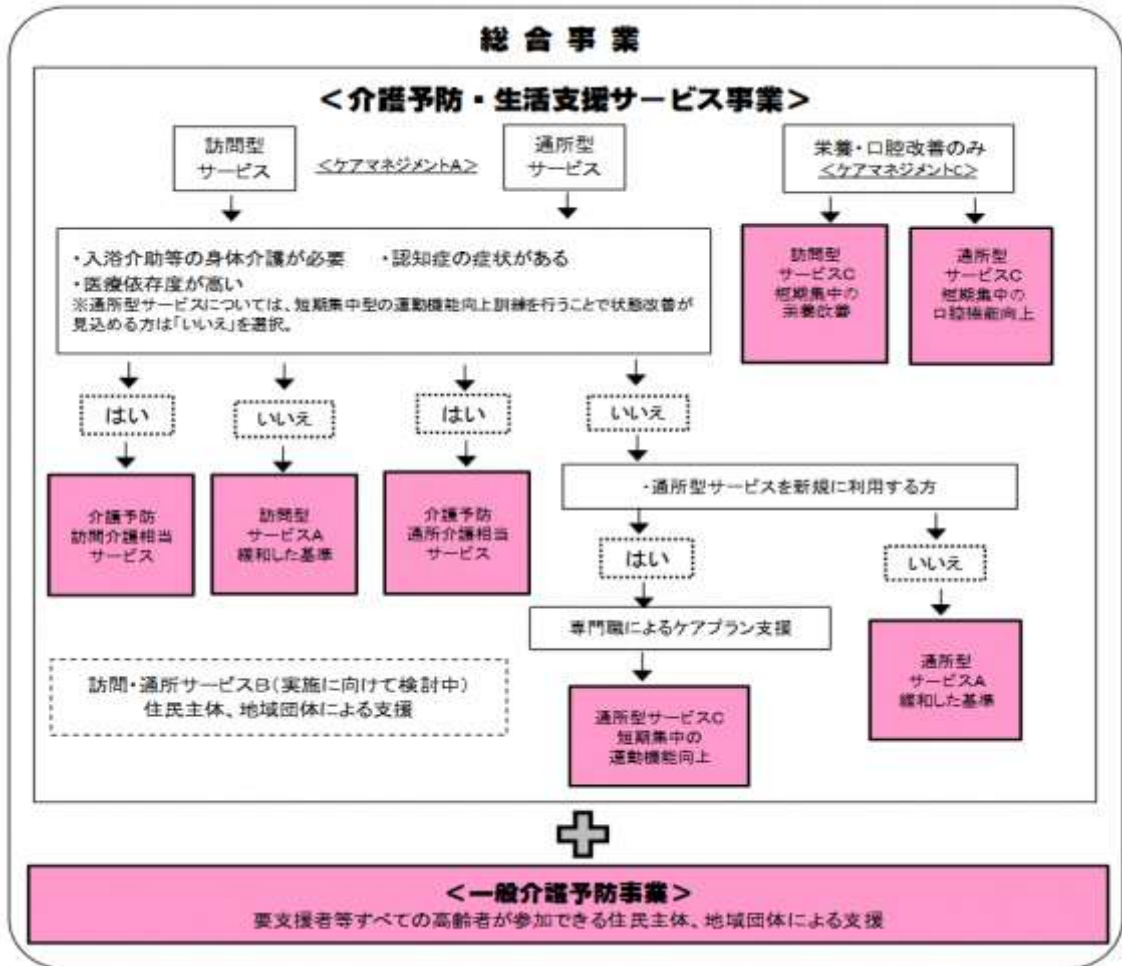 総合事業
<介護予防・生活支援サービス事業>
訪問型
サービス
<ケアマネジメントA>
通所型
サービス
栄養・口腔改善のみ
<ケアマネジメントC>
・入浴介助等の身体介護が必要 ・認知症の症状がある
・医療依存度が高い
※通所型サービスについては、短期集中型の運動機能向上訓練を行うことで状態改善が
見込める方は「いいえ」を選択。
訪問型
サービスC
短期集中の
栄養改善
通所型
サービスC
短期集中の
口腔機能向上
はい
いいえ
はい
いいえ
介護予防
訪問介護相当
サービス
訪問型
サービスA
緩和した基準
介護予防
通所介護相当
サービス
・通所型サービスを新規に利用する方
はい
いいえ
専門職によるケアプラン支援
通所型
サービスA
緩和した基準
訪問・通所サービスB(実施に向けて検討中)
住民主体、地域団体による支援
通所型サービスC
短期集中の
運動機能向上
<一般介護予防事業>
要支援者等すべての高齢者が参加できる住民主体、地域団体による支援